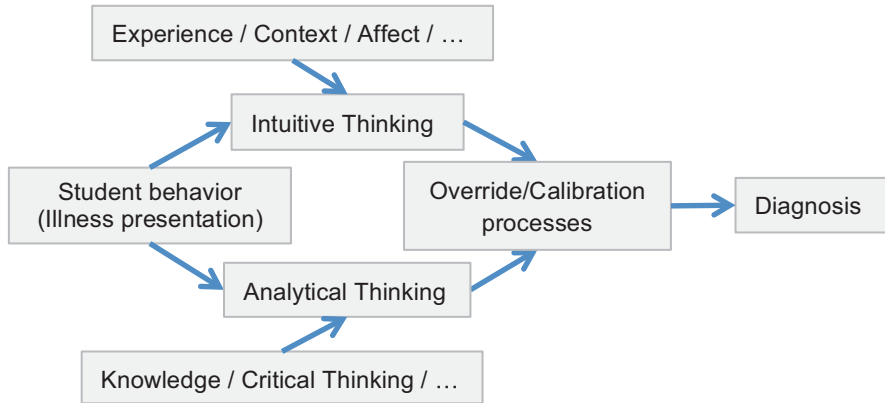 Experience / Context / Affect / …
Intuitive Thinking
Student behavior
(Illness presentation)
Override/Calibration
processes
Diagnosis
Analytical Thinking
Knowledge / Critical Thinking / …